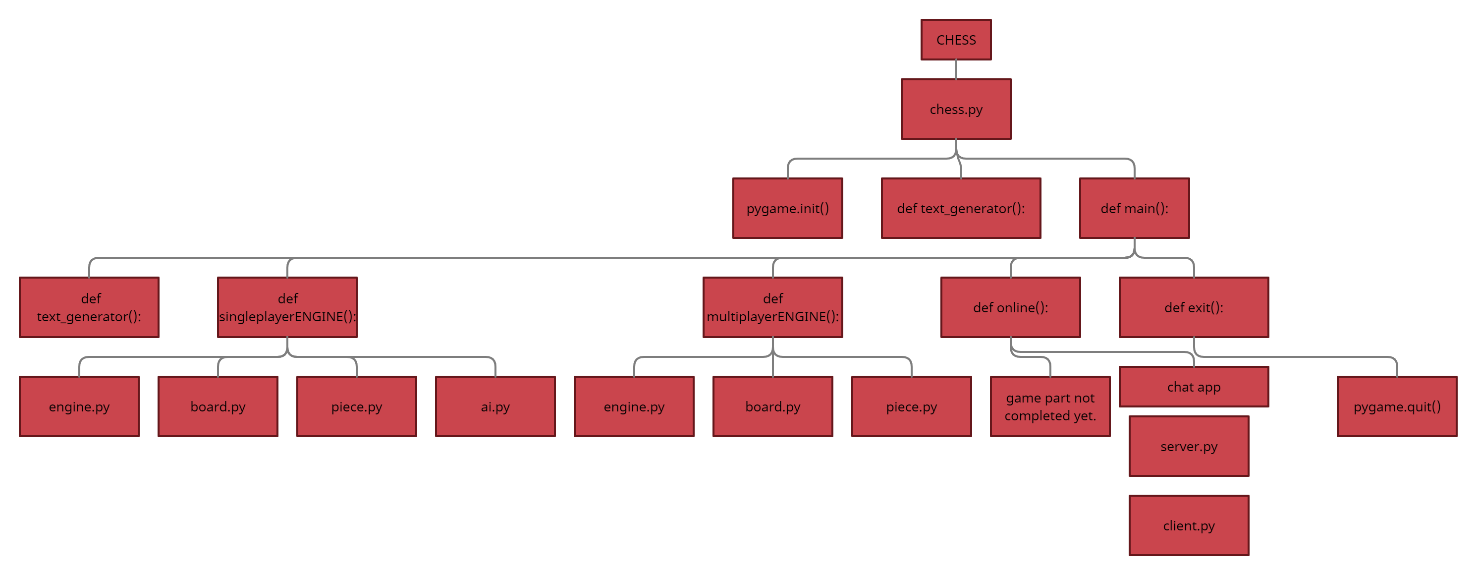 CHESS
chess.py
pygame.init()
def text_generator():
def main():
def
text_generator():
def
singleplayerENGINE():
def
multiplayerENGINE():
def online():
def exit():
engine.py
board.py
piece.py
ai.py
engine.py
board.py
piece.py
game part not
completed yet.
chat app
pygame.quit()
server.py
client.py